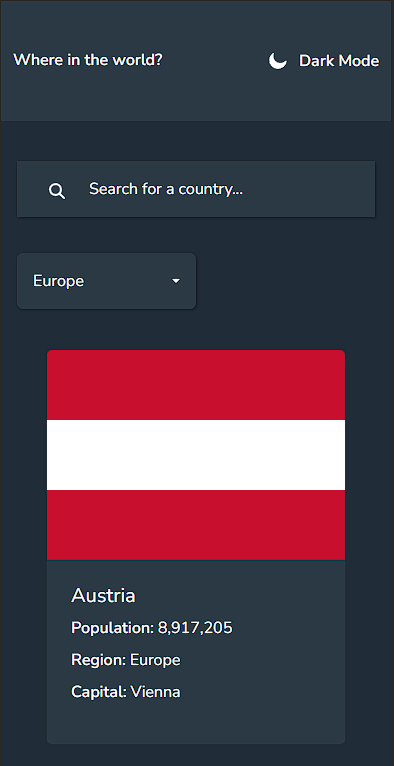 Where in the world?
Dark Mode
Search for a country...
Europe
Austria
Population: 8,917,205
Region: Europe
Capital: Vienna